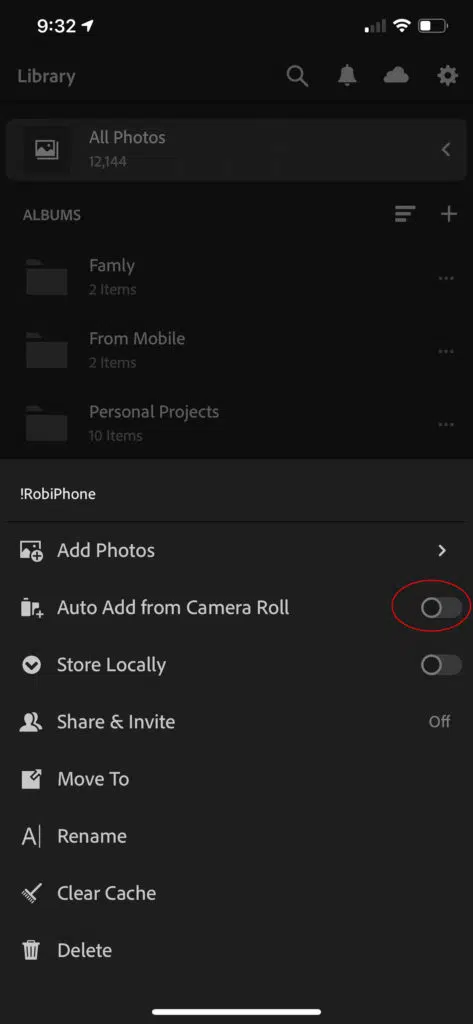 9:32
Library
All Photos
12,144
ALBUMS
Famly
2 Items
From Mobile
2 Items
Personal Projects
10 Items
!RobiPhone
Add Photos
Auto Add from Camera Roll
Store Locally
Share & Invite Off
Move To
Rename
Clear Cache
Delete